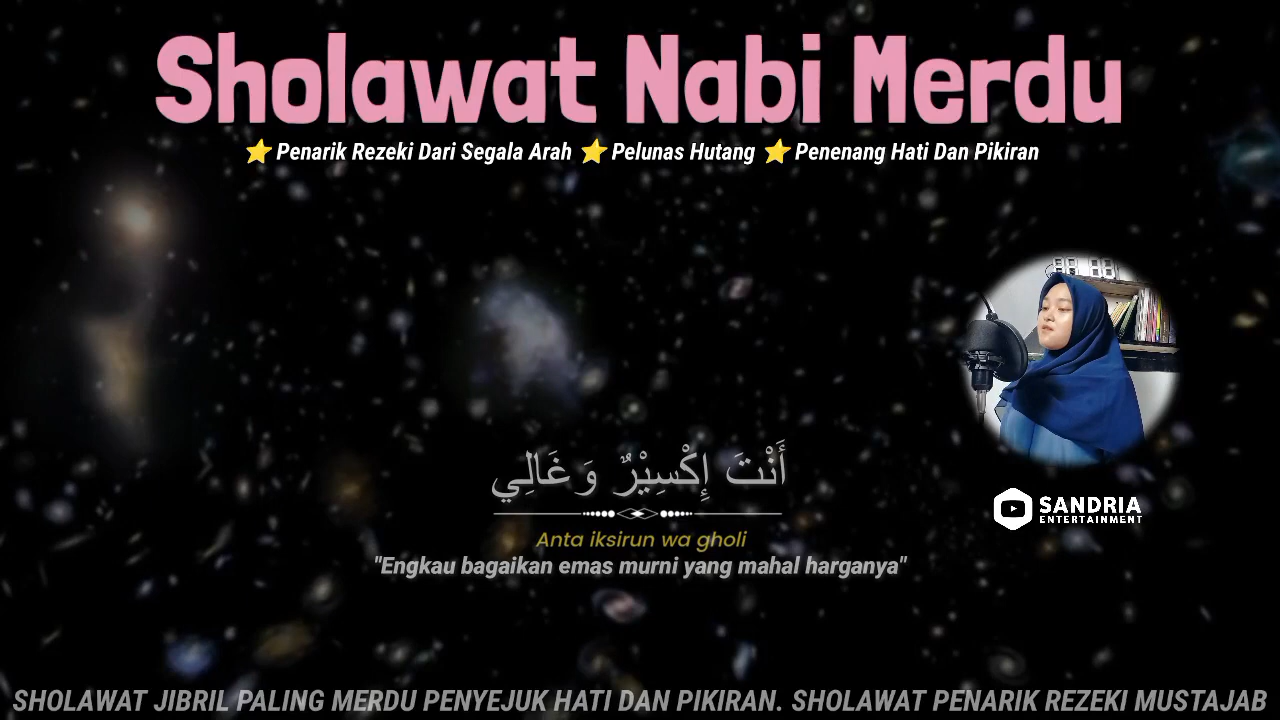 Sholawat Nabi Merdu
⭐ Penarik Rezeki Dari Segala Arah ⭐ Pelunas Hutang ⭐ Penenang Hati Dan Pikiran
أَنْتَ إِكْسِيْرٌ وَغَالِي
Anta iksirun wa gholi
"Engkau bagaikan emas murni yang mahal harganya"
SANDRIA
ENTERTAINMENT
SHOLAWAT JIBRIL PALING MERDU PENYEJUK HATI DAN PIKIRAN. SHOLAWAT PENARIK REZEKI MUSTAJAB